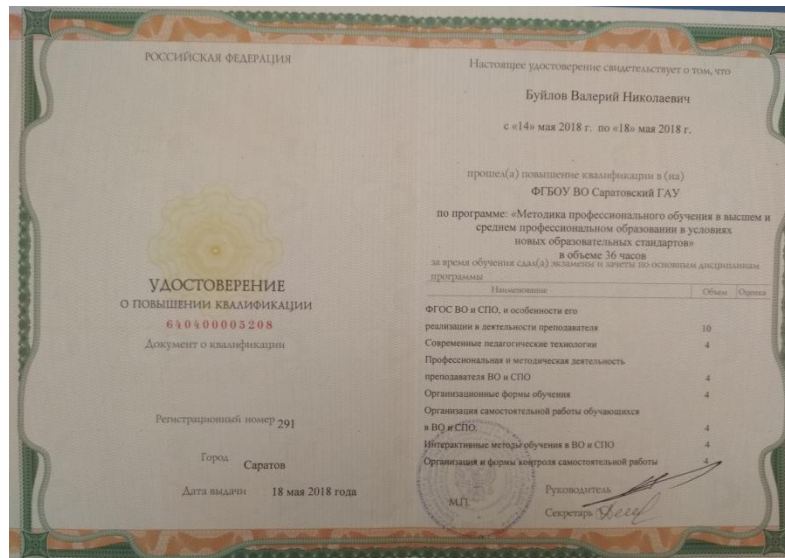 РОССИЙСКАЯ ФЕДЕРАЦИЯ
УДОСТОВЕРЕНИЕ
О ПОВЫШЕНИИ КВАЛИФИКАЦИИ
640400005208
Документ о квалификации
Регистрационный номер 291
Город Саратов
Дата выдачи 18 мая 2018 года
Настоящее удостоверение свидетельствует о том, что
Буйлов Валерий Николаевич
с «14» мая 2018 г. по «18» мая 2018 г.
прошел(а) повышение квалификации в (на)
ФГБОУ ВО Саратовский ГАУ
по программе: «Методика профессионального обучения в высшем и
среднем профессиональном образовании в условиях
новых образовательных стандартов»
в объеме 36 часов
за время обучения сдал(а) экзамены и зачеты по основным дисциплинам
программы
Наименование Объем Оценка
ФГОС ВО и СПО, и особенности его
реализации в деятельности преподавателя 10
Современные педагогические технологии 4
Профессиональная и методическая деятельность
преподавателя ВО и СПО 4
Организационные формы обучения 4
Организация самостоятельной работы обучающихся
в ВО и СПО. 4
Интерактивные методы обучения в ВО и СПО 4
Организация и формы контроля самостоятельной работы 4
М.П.
Руководитель
Секретарь